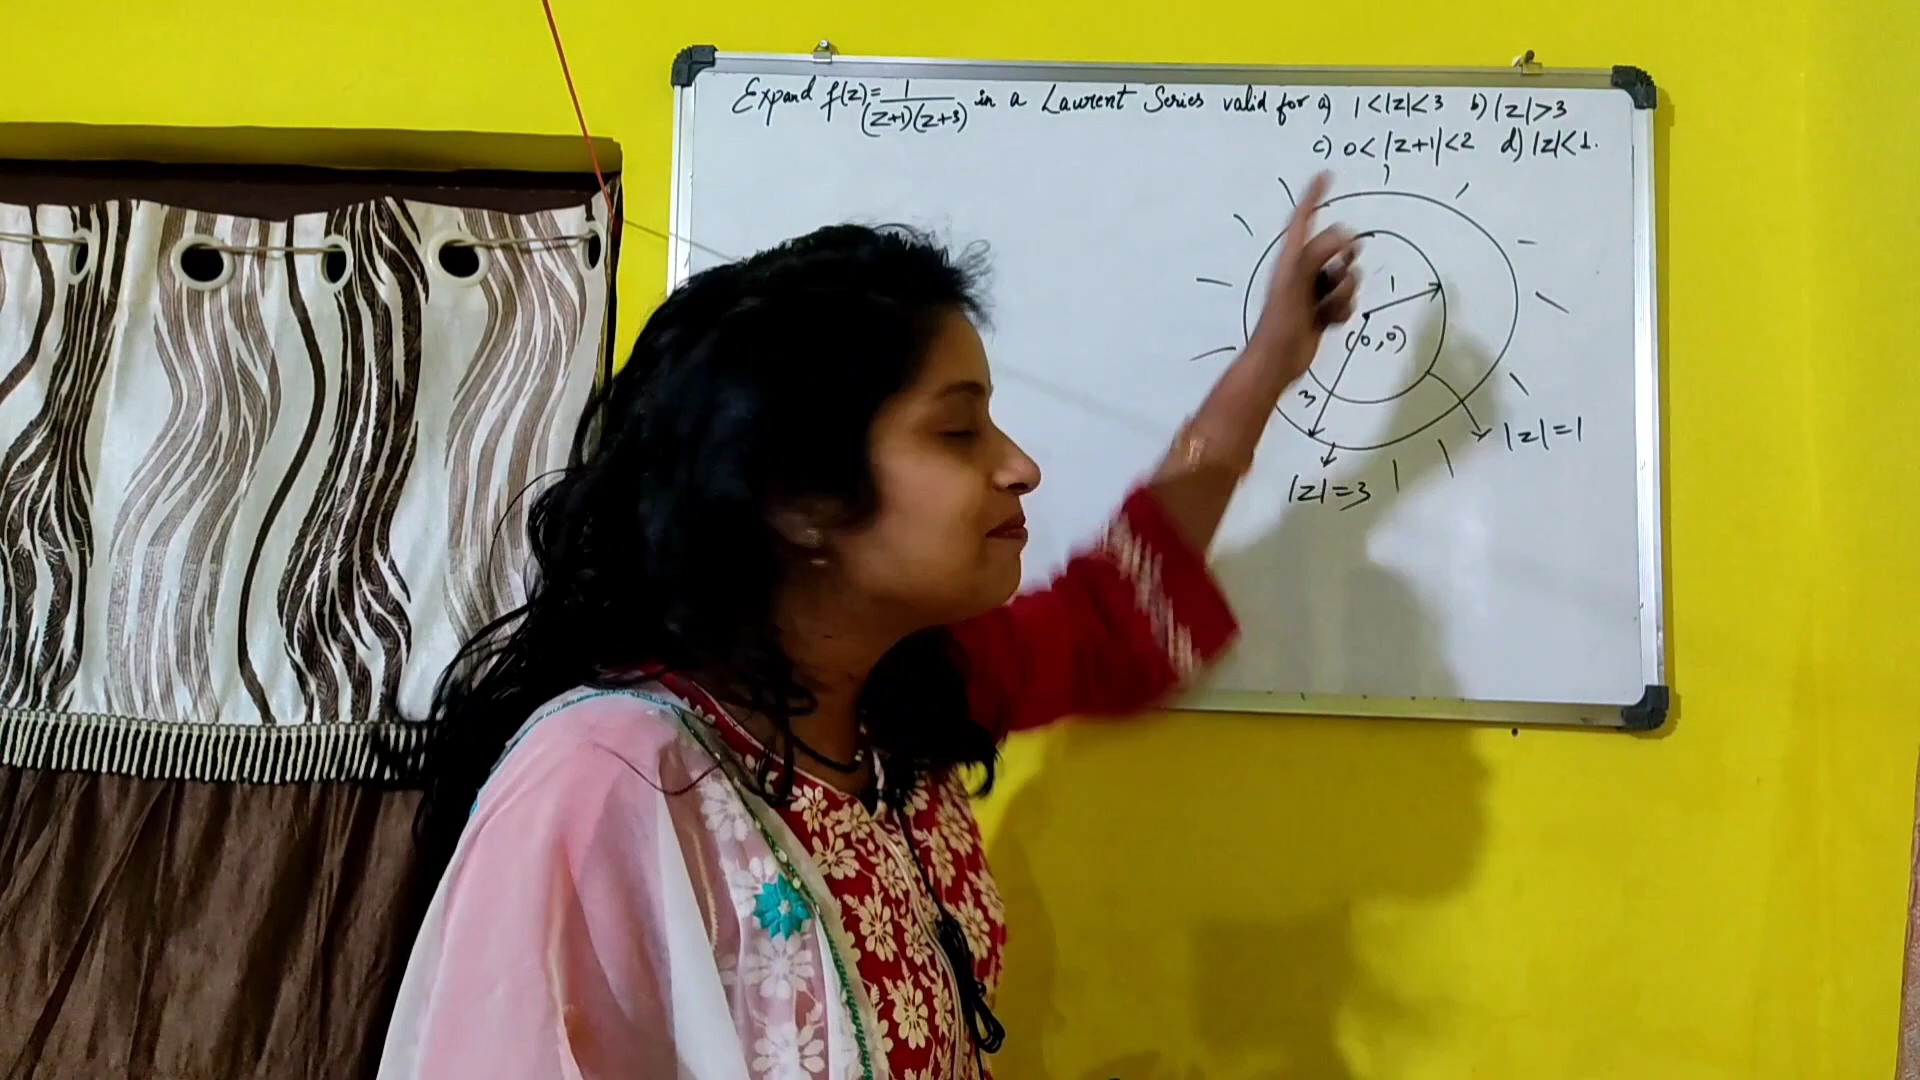 Expand f(z)=1/(z+1)(z+3) in a Laurent Series valid for a) 1<|z|<3 b) |z|>3
c) 0<|z+1|<2 d) |z|<1.
1
(0,0)
3
|z|=1
|z|=3